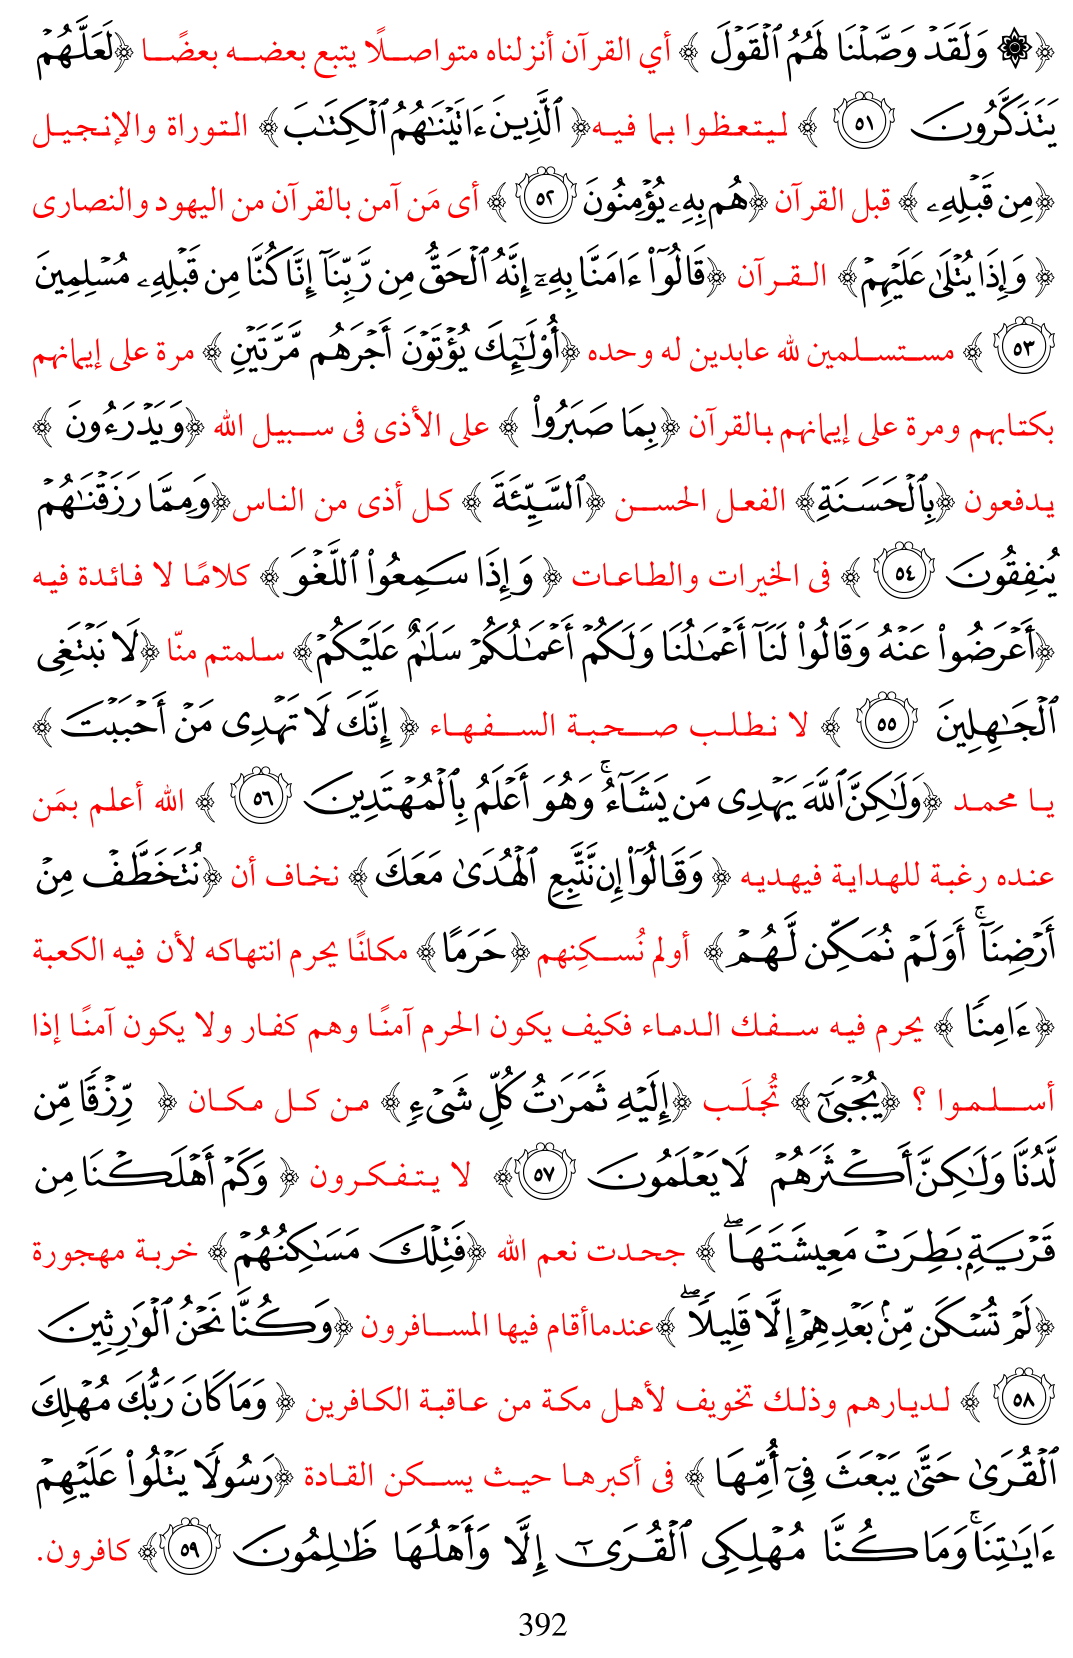 ﴿ ۞ وَلَقَدْ وَصَّلْنَا لَهُمُ ٱلْقَوْلَ ﴾ أي القرآن أنزلناه متواصلًا يتبع بعضه بعضًا ﴿لَعَلَّهُمْ
يَتَذَكَّرُونَ ٥١ ﴾ ليتعظوا بما فيه﴿ ٱلَّذِينَ ءَاتَيْنَٰهُمُ ٱلْكِتَٰبَ﴾ التوراة والإنجيل
﴿مِن قَبْلِهِۦ ﴾ قبل القرآن ﴿هُم بِهِۦ يُؤْمِنُونَ ٥٢ ﴾ أى مَن آمن بالقرآن من اليهود والنصارى
﴿ وَإِذَا يُتْلَىٰ عَلَيْهِمْ﴾ القرآن ﴿قَالُوٓا۟ ءَامَنَّا بِهِۦٓ إِنَّهُ ٱلْحَقُّ مِن رَّبِّنَآ إِنَّا كُنَّا مِن قَبْلِهِۦ مُسْلِمِينَ
٥٣ ﴾ مستسلمين لله عابدين له وحده ﴿أُو۟لَٰٓئِكَ يُؤْتَوْنَ أَجْرَهُم مَّرَّتَيْنِ ﴾ مرة على إيمانهم
بكتابهم ومرة على إيمانهم بالقرآن ﴿بِمَا صَبَرُوا۟ ﴾ على الأذى فى سبيل الله ﴿وَيَدْرَءُونَ ﴾
يدفعون ﴿بِٱلْحَسَنَةِ﴾ الفعل الحسن ﴿ٱلسَّيِّئَةَ ﴾ كل أذى من الناس﴿وَمِمَّا رَزَقْنَٰهُمْ
يُنفِقُونَ ٥٤ ﴾ فى الخيرات والطاعات ﴿ وَإِذَا سَمِعُوا۟ ٱللَّغْوَ ﴾ كلامًا لا فائدة فيه
﴿أَعْرَضُوا۟ عَنْهُ وَقَالُوا۟ لَنَآ أَعْمَٰلُنَا وَلَكُمْ أَعْمَٰلُكُمْ سَلَٰمٌ عَلَيْكُمْ﴾ سلمتم منّا ﴿لَا نَبْتَغِى
ٱلْجَٰهِلِينَ ٥٥ ﴾ لا نطلب صحبة السفهاء ﴿ إِنَّكَ لَا تَهْدِى مَنْ أَحْبَبْتَ ﴾
يا محمد ﴿وَلَٰكِنَّ ٱللَّهَ يَهْدِى مَن يَشَآءُ ۚ وَهُوَ أَعْلَمُ بِٱلْمُهْتَدِينَ ٥٦ ﴾ الله أعلم بمَن
عنده رغبة للهداية فيهديه ﴿ وَقَالُوٓا۟ إِن نَّتَّبِعِ ٱلْهُدَىٰ مَعَكَ ﴾ نخاف أن ﴿نُتَخَطَّفْ مِنْ
أَرْضِنَآ ۚ أَوَلَمْ نُمَكِّن لَّهُمْ ﴾ أولم نُسكِنهم ﴿حَرَمًا﴾ مكانًا يحرم انتهاكه لأن فيه الكعبة
﴿ءَامِنًا ﴾ يحرم فيه سفك الدماء فكيف يكون الحرم آمنًا وهم كفار ولا يكون آمنًا إذا
أسلموا ؟ ﴿يُجْبَىٰٓ ﴾ تُجلَب ﴿إِلَيْهِ ثَمَرَٰتُ كُلِّ شَىْءٍ ﴾ من كل مكان ﴿ رِّزْقًا مِّن
لَّدُنَّا وَلَٰكِنَّ أَكْثَرَهُمْ لَا يَعْلَمُونَ ٥٧﴾ لا يتفكرون ﴿ وَكَمْ أَهْلَكْنَا مِن
قَرْيَةٍۭ بَطِرَتْ مَعِيشَتَهَا ۖ ﴾ جحدت نعم الله ﴿فَتِلْكَ مَسَٰكِنُهُمْ ﴾ خربة مهجورة
﴿لَمْ تُسْكَن مِّنۢ بَعْدِهِمْ إِلَّا قَلِيلًا ۖ ﴾عندماأقام فيها المسافرون ﴿وَكُنَّا نَحْنُ ٱلْوَٰرِثِينَ
٥٨ ﴾ لديارهم وذلك تخويف لأهل مكة من عاقبة الكافرين ﴿ وَمَا كَانَ رَبُّكَ مُهْلِكَ
ٱلْقُرَىٰ حَتَّىٰ يَبْعَثَ فِىٓ أُمِّهَا ﴾ فى أكبرها حيث يسكن القادة ﴿رَسُولًا يَتْلُوا۟ عَلَيْهِمْ
ءَايَٰتِنَا ۚ وَمَا كُنَّا مُهْلِكِى ٱلْقُرَىٰٓ إِلَّا وَأَهْلُهَا ظَٰلِمُونَ ٥٩﴾ كافرون.
392